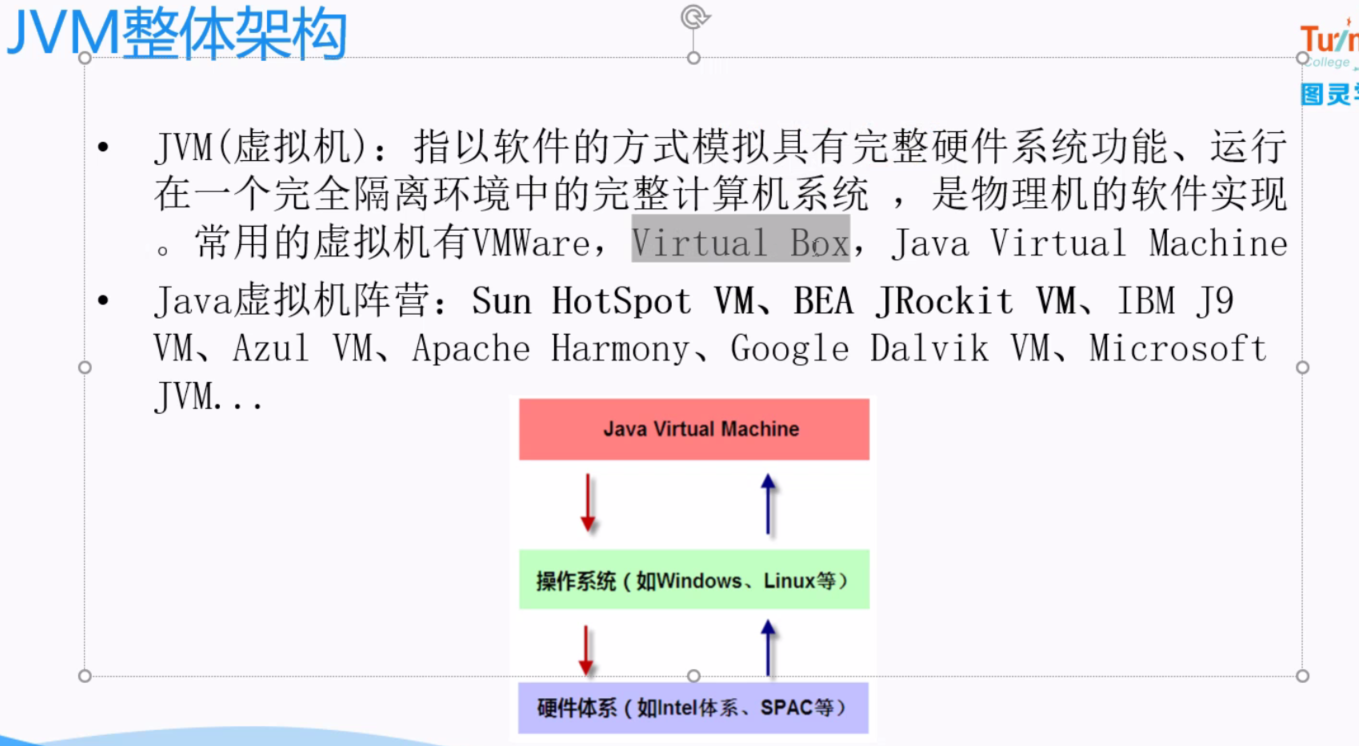 JVM整体架构
College
• JVM(虚拟机)：指以软件的方式模拟具有完整硬件系统功能、运行
在一个完全隔离环境中的完整计算机系统 ，是物理机的软件实现
。常用的虚拟机有VMWare，Virtual Box，Java Virtual Machine
• Java虚拟机阵营：Sun HotSpot VM、BEA JRockit VM、IBM J9
VM、Azul VM、Apache Harmony、Google Dalvik VM、Microsoft
JVM...
Java Virtual Machine
操作系统（如Windows、Linux等）
硬件体系（如Intel体系、SPAC等）
图灵